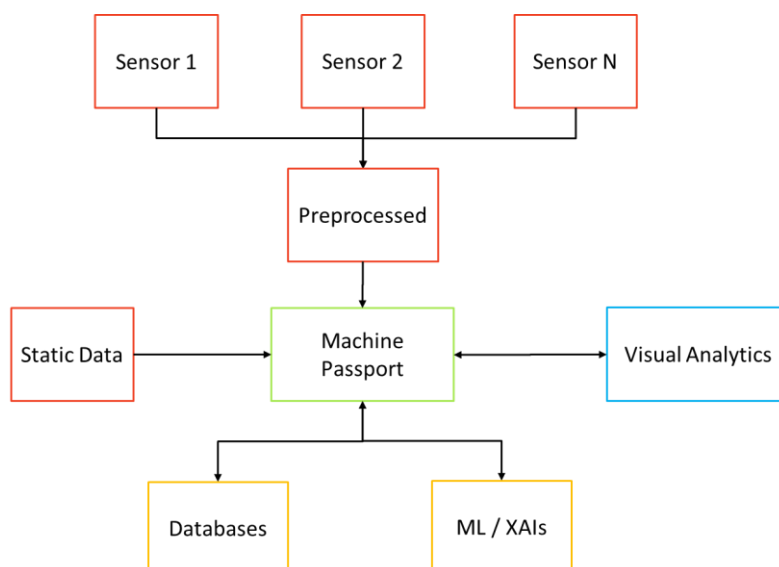 Sensor 1
Sensor 2
Sensor N
Preprocessed
Static Data
Machine
Passport
Visual Analytics
Databases
ML / XAIs